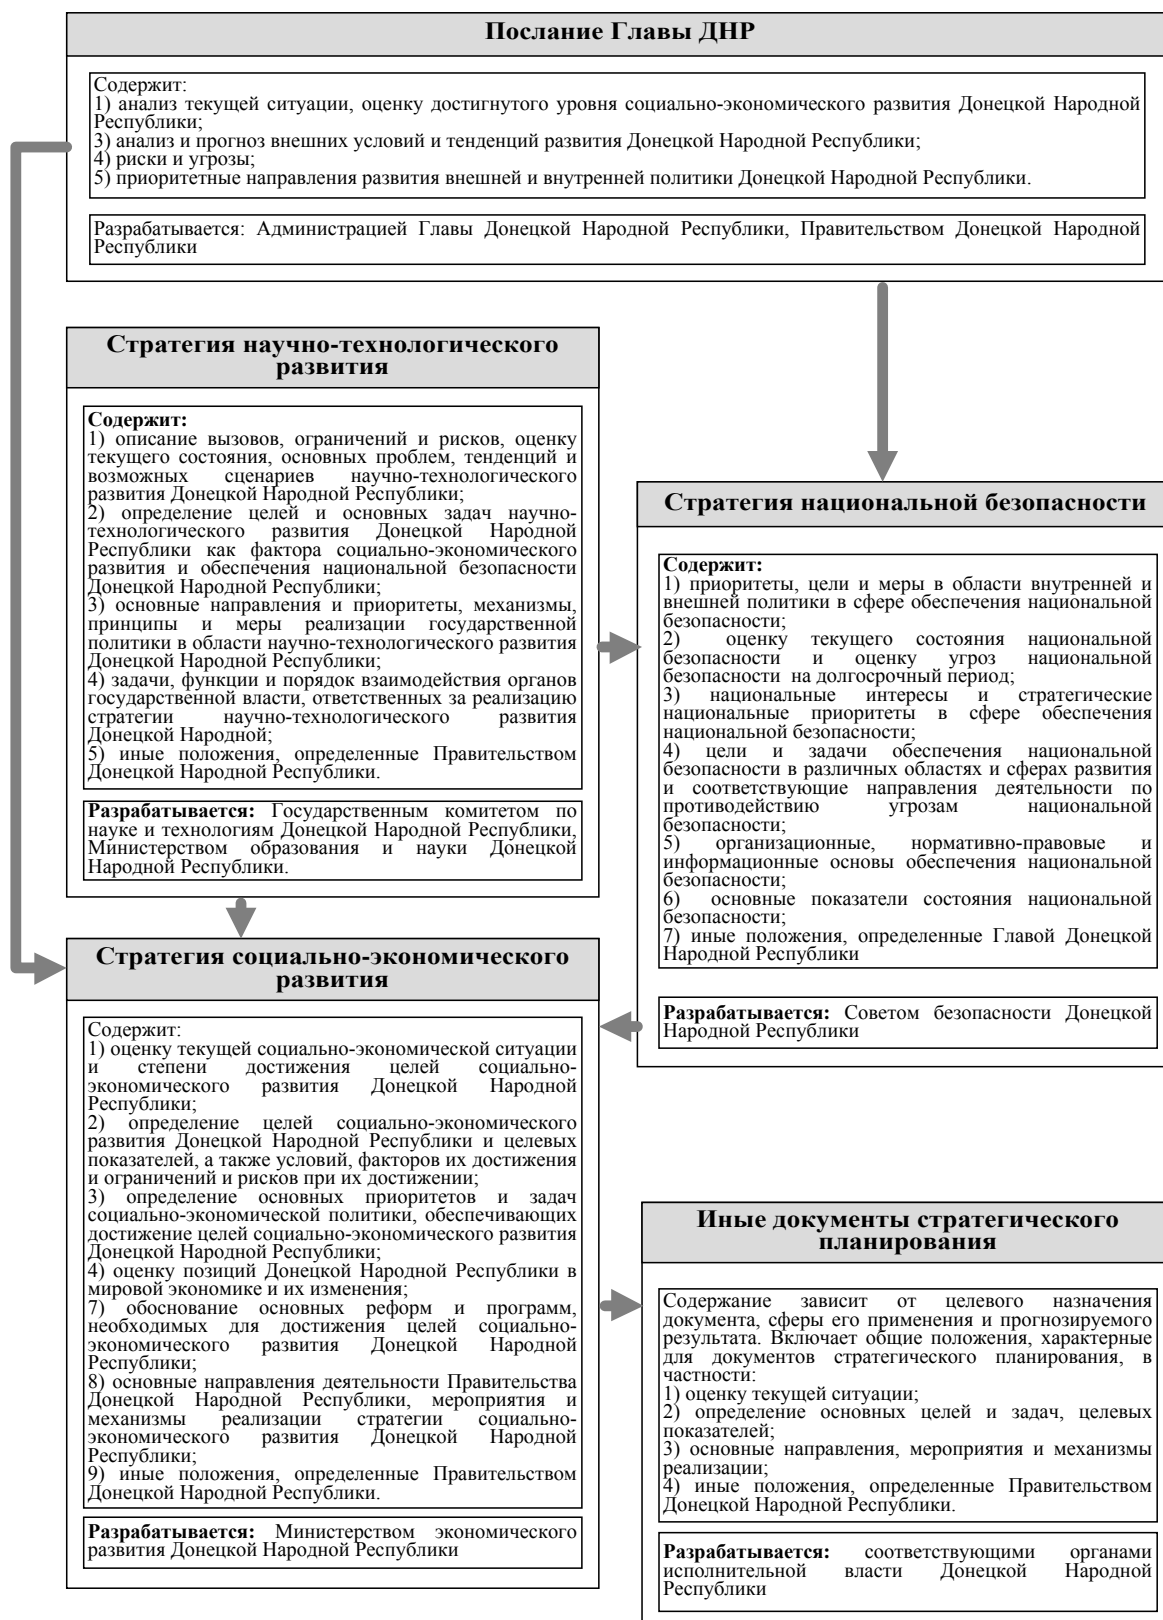 Послание Главы ДНР
Содержит:
1) анализ текущей ситуации, оценку достигнутого уровня социально-экономического развития Донецкой Народной
Республики;
3) анализ и прогноз внешних условий и тенденций развития Донецкой Народной Республики;
4) риски и угрозы;
5) приоритетные направления развития внешней и внутренней политики Донецкой Народной Республики.
Разрабатывается: Администрацией Главы Донецкой Народной Республики, Правительством Донецкой Народной
Республики
Стратегия научно-технологического
развития
Содержит:
1) описание вызовов, ограничений и рисков, оценку
текущего состояния, основных проблем, тенденций и
возможных сценариев научно-технологического
развития Донецкой Народной Республики;
2) определение целей и основных задач научно-
технологического развития Донецкой Народной
Республики как фактора социально-экономического
развития и обеспечения национальной безопасности
Донецкой Народной Республики;
3) основные направления и приоритеты, механизмы,
принципы и меры реализации государственной
политики в области научно-технологического развития
Донецкой Народной Республики;
4) задачи, функции и порядок взаимодействия органов
государственной власти, ответственных за реализацию
стратегии научно-технологического развития
Донецкой Народной;
5) иные положения, определенные Правительством
Донецкой Народной Республики.
Разрабатывается: Государственным комитетом по
науке и технологиям Донецкой Народной Республики,
Министерством образования и науки Донецкой
Народной Республики.
Стратегия национальной безопасности
Содержит:
1) приоритеты, цели и меры в области внутренней и
внешней политики в сфере обеспечения национальной
безопасности;
2) оценку текущего состояния национальной
безопасности и оценку угроз национальной
безопасности на долгосрочный период;
3) национальные интересы и стратегические
национальные приоритеты в сфере обеспечения
национальной безопасности;
4) цели и задачи обеспечения национальной
безопасности в различных областях и сферах развития
и соответствующие направления деятельности по
противодействию угрозам национальной
безопасности;
5) организационные, нормативно-правовые и
информационные основы обеспечения национальной
безопасности;
6) основные показатели состояния национальной
безопасности;
7) иные положения, определенные Главой Донецкой
Народной Республики
Разрабатывается: Советом безопасности Донецкой
Народной Республики
Стратегия социально-экономического
развития
Содержит:
1) оценку текущей социально-экономической ситуации
и степени достижения целей социально-
экономического развития Донецкой Народной
Республики;
2) определение целей социально-экономического
развития Донецкой Народной Республики и целевых
показателей, а также условий, факторов их достижения
и ограничений и рисков при их достижении;
3) определение основных приоритетов и задач
социально-экономической политики, обеспечивающих
достижение целей социально-экономического развития
Донецкой Народной Республики;
4) оценку позиций Донецкой Народной Республики в
мировой экономике и их изменения;
7) обоснование основных реформ и программ,
необходимых для достижения целей социально-
экономического развития Донецкой Народной
Республики;
8) основные направления деятельности Правительства
Донецкой Народной Республики, мероприятия и
механизмы реализации стратегии социально-
экономического развития Донецкой Народной
Республики;
9) иные положения, определенные Правительством
Донецкой Народной Республики.
Разрабатывается: Министерством экономического
развития Донецкой Народной Республики
Иные документы стратегического
планирования
Содержание зависит от целевого назначения
документа, сферы его применения и прогнозируемого
результата. Включает общие положения, характерные
для документов стратегического планирования, в
частности:
1) оценку текущей ситуации;
2) определение основных целей и задач, целевых
показателей;
3) основные направления, мероприятия и механизмы
реализации;
4) иные положения, определенные Правительством
Донецкой Народной Республики.
Разрабатывается: соответствующими органами
исполнительной власти Донецкой Народной
Республики